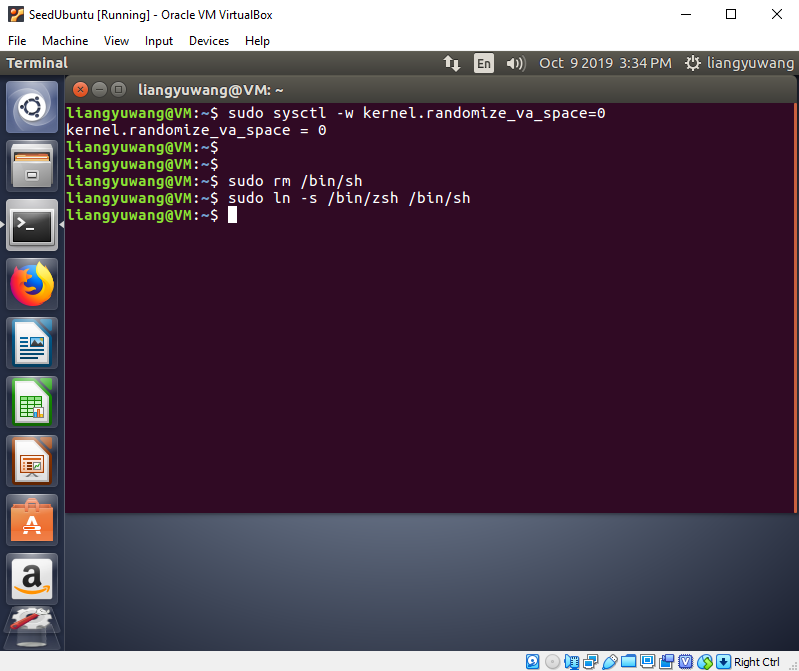 SeedUbuntu [Running] - Oracle VM VirtualBox
File Machine View Input Devices Help
Terminal En Oct 9 2019 3:34 PM liangyuwang
liangyuwang@VM: ~
liangyuwang@VM:~$ sudo sysctl -w kernel.randomize_va_space=0
kernel.randomize_va_space = 0
liangyuwang@VM:~$
liangyuwang@VM:~$
liangyuwang@VM:~$ sudo rm /bin/sh
liangyuwang@VM:~$ sudo ln -s /bin/zsh /bin/sh
liangyuwang@VM:~$
a
Right Ctrl